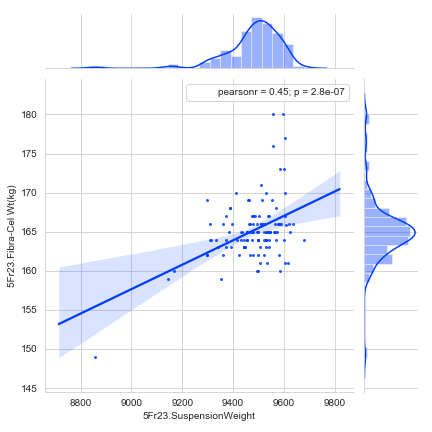 pearsonr = 0.45; p = 2.8e-07
180
175
170
165
160
155
150
145
5Fr23.Fibra-Cel Wt(kg)
8800 9000 9200 9400 9600 9800
5Fr23.SuspensionWeight